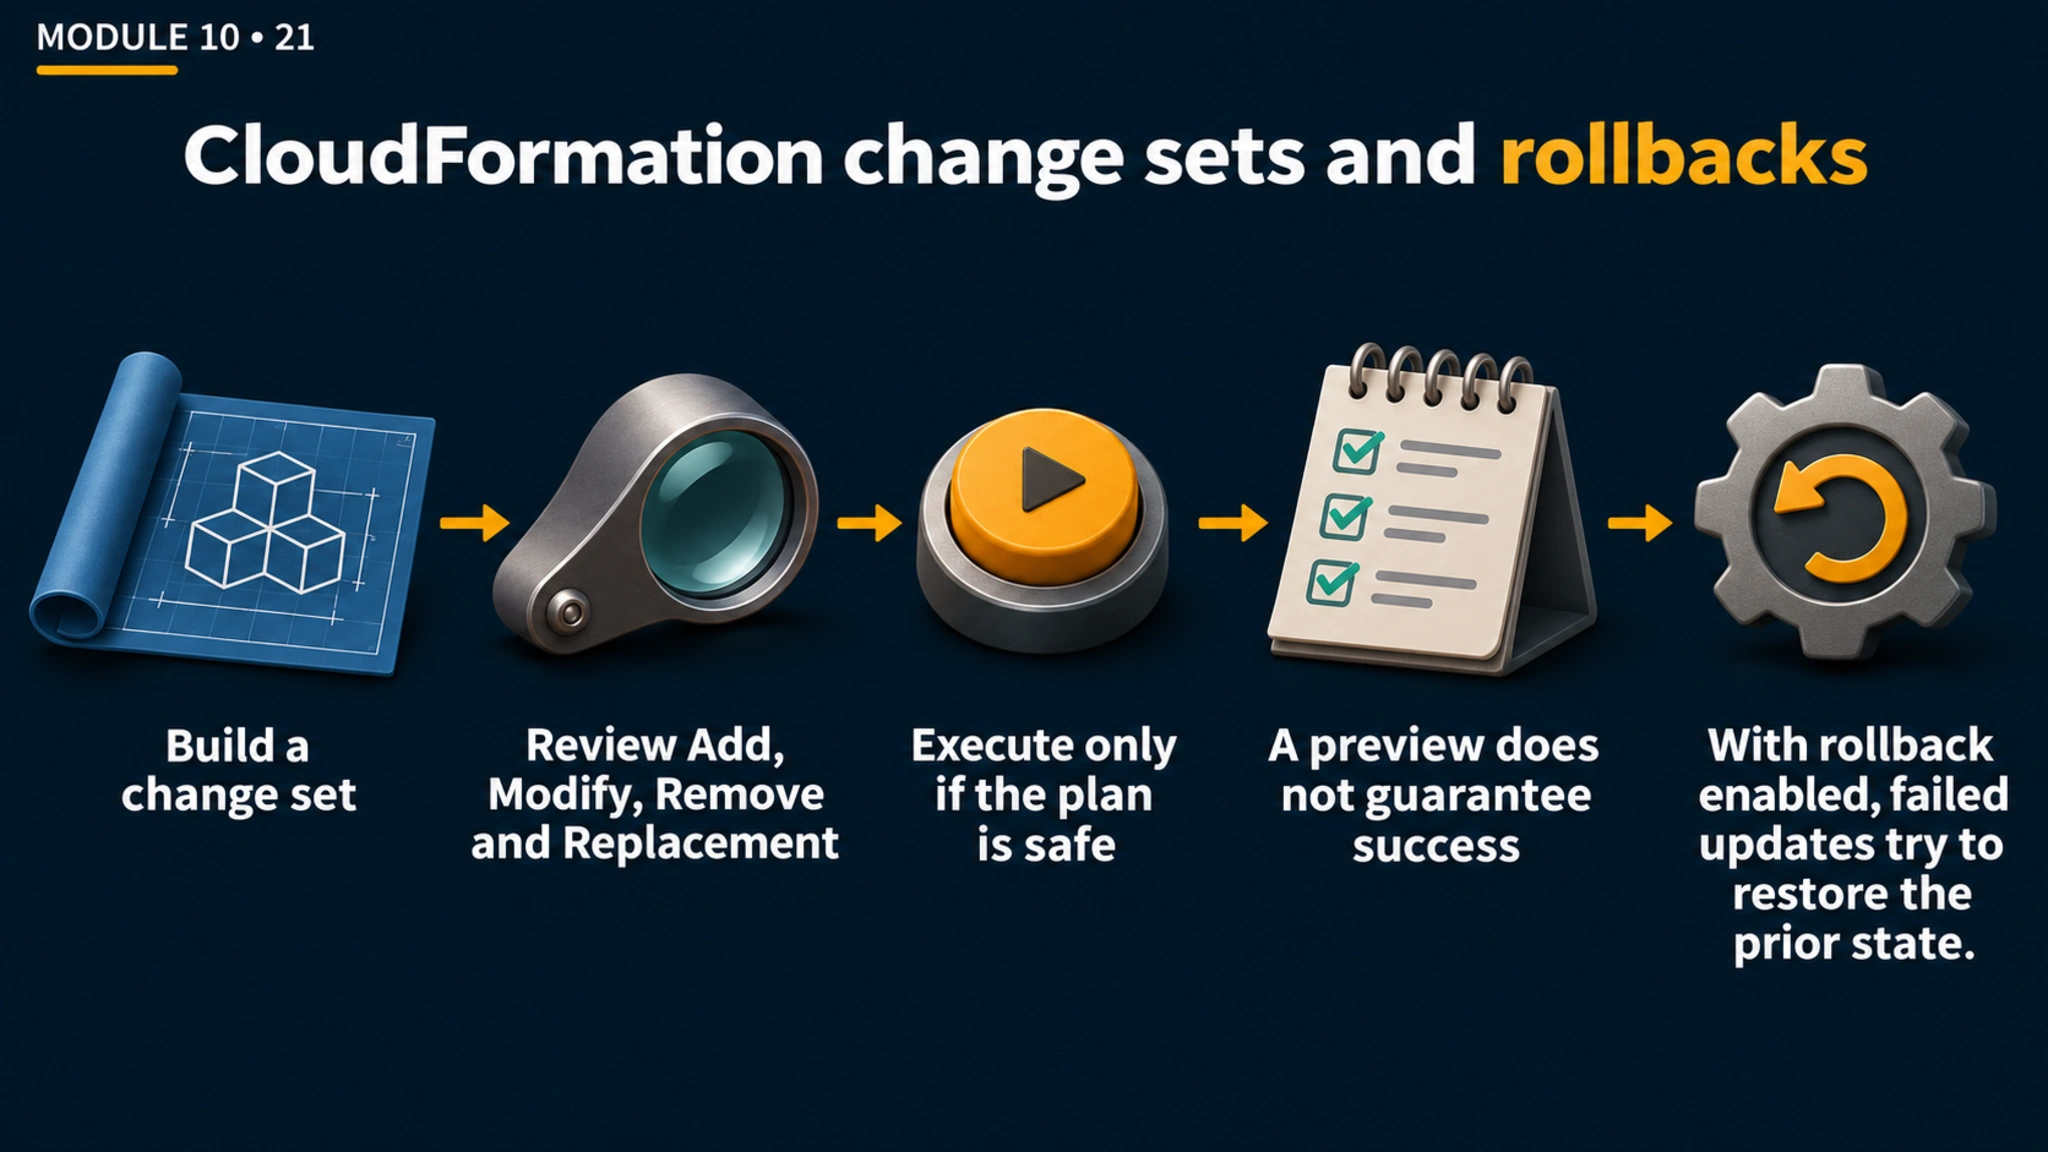 MODULE 10 • 21
CloudFormation change sets and rollbacks
Build a
change set
Review Add,
Modify, Remove
and Replacement
Execute only
if the plan
is safe
A preview does
not guarantee
success
With rollback
enabled, failed
updates try to
restore the
prior state.